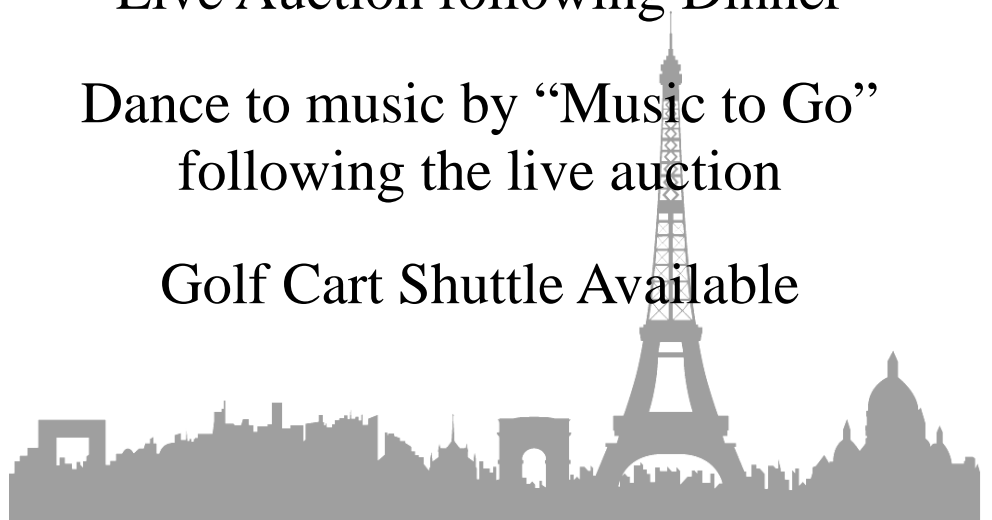 Live Auction following Dinner
Dance to music by “Music to Go”
following the live auction
Golf Cart Shuttle Available